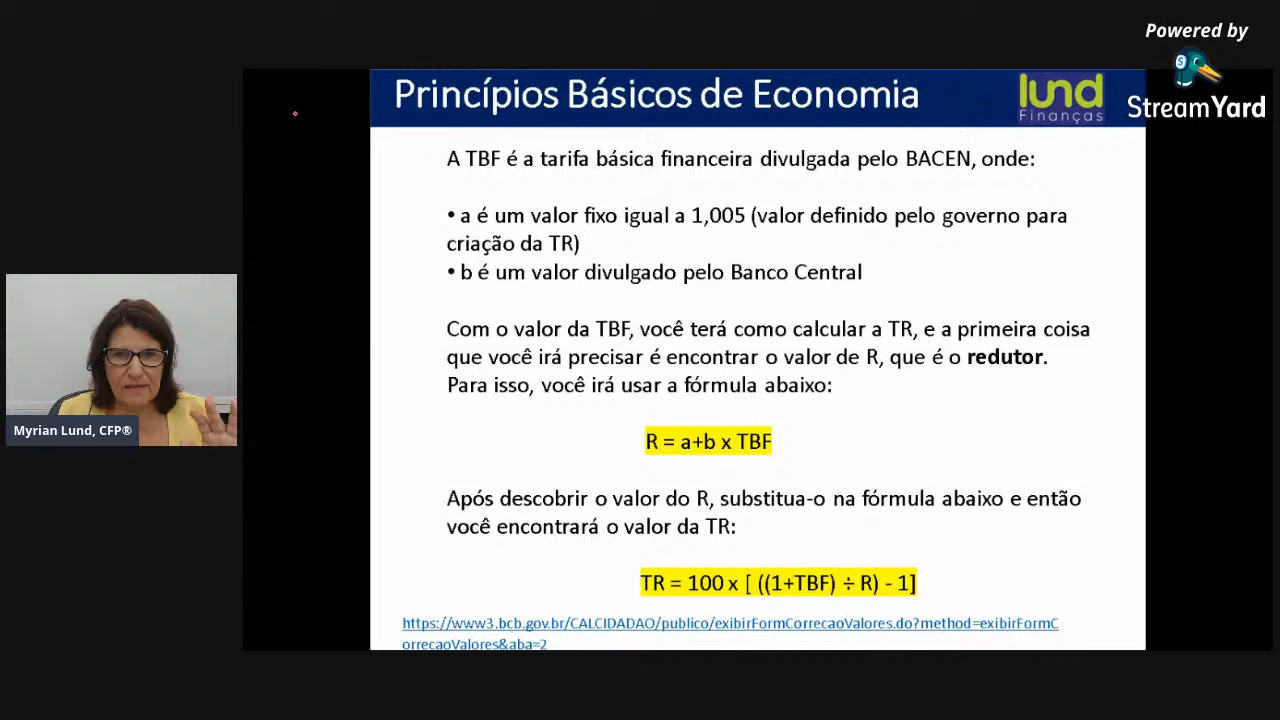 Powered by
StreamYard
Princípios Básicos de Economia
lund
Finanças
A TBF é a tarifa básica financeira divulgada pelo BACEN, onde:
• a é um valor fixo igual a 1,005 (valor definido pelo governo para
criação da TR)
• b é um valor divulgado pelo Banco Central
Com o valor da TBF, você terá como calcular a TR, e a primeira coisa
que você irá precisar é encontrar o valor de R, que é o redutor.
Para isso, você irá usar a fórmula abaixo:
R = a+b x TBF
Após descobrir o valor do R, substitua-o na fórmula abaixo e então
você encontrará o valor da TR:
TR = 100 x [ ((1+TBF) ÷ R) - 1]
https://www3.bcb.gov.br/CALCIDADAO/publico/exibirFormCorrecaoValores.do?method=exibirFormC
orrecaoValores&aba=2
Myrian Lund, CFP®